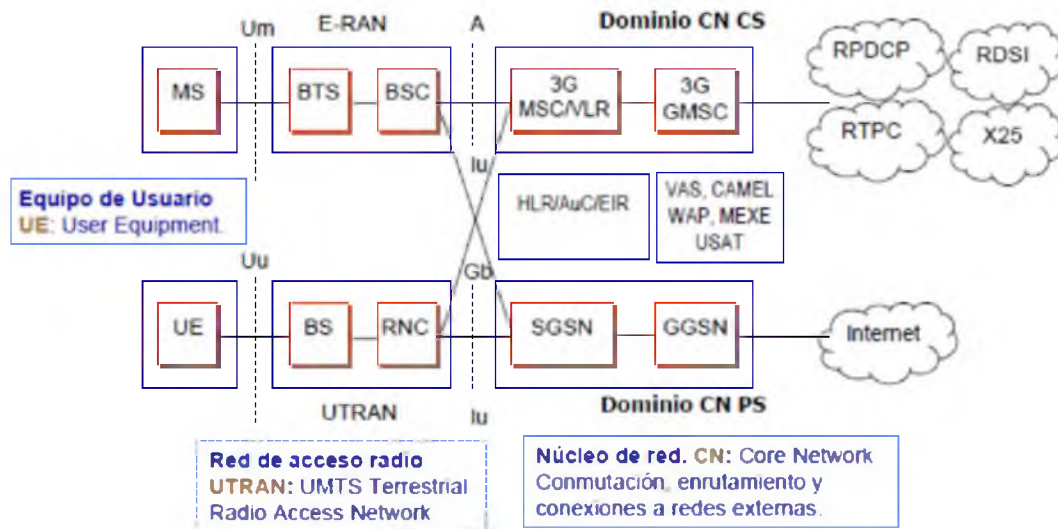 Um
E-RAN
A
Dominio CN CS
MS
BTS
BSC
3G
MSC/VLR
3G
GMSC
RPDCP
RDSI
RTPC
X25
Iu
Equipo de Usuario
UE: User Equipment.
HLR/AuC/EIR
VAS, CAMEL
WAP, MEXE
USAT
Uu
Gb
UE
BS
RNC
SGSN
GGSN
Internet
UTRAN
Iu
Dominio CN PS
Red de acceso radio
UTRAN: UMTS Terrestrial
Radio Access Network
Núcleo de red. CN: Core Network
Conmutación, enrutamiento y
conexiones a redes externas.